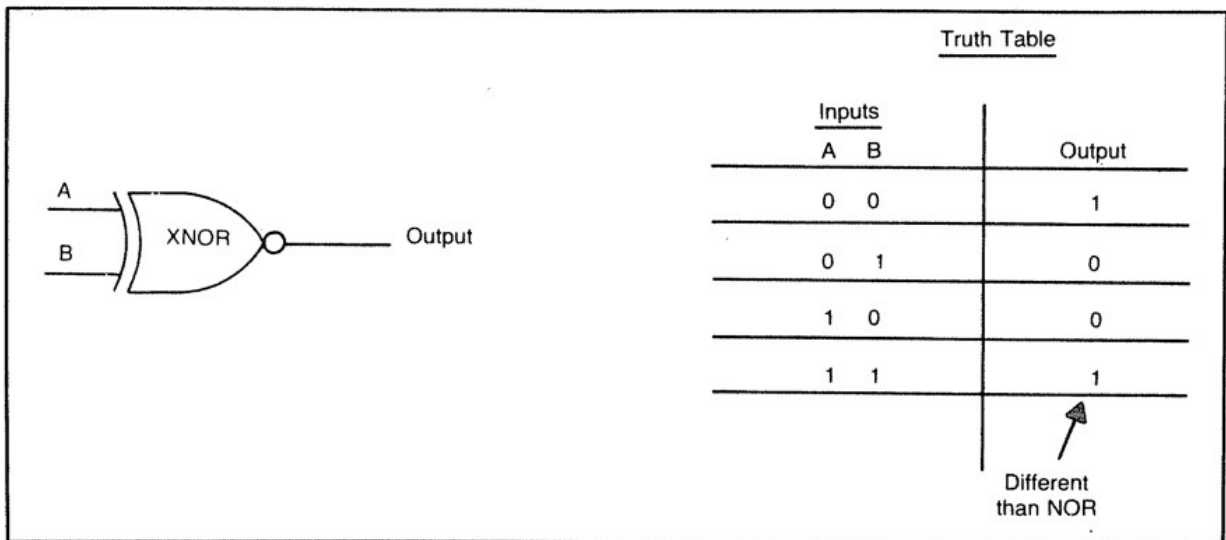 Truth Table
Inputs
A B
Output
0 0 1
0 1 0
1 0 0
1 1 1
Different
than NOR
A
B
XNOR
Output